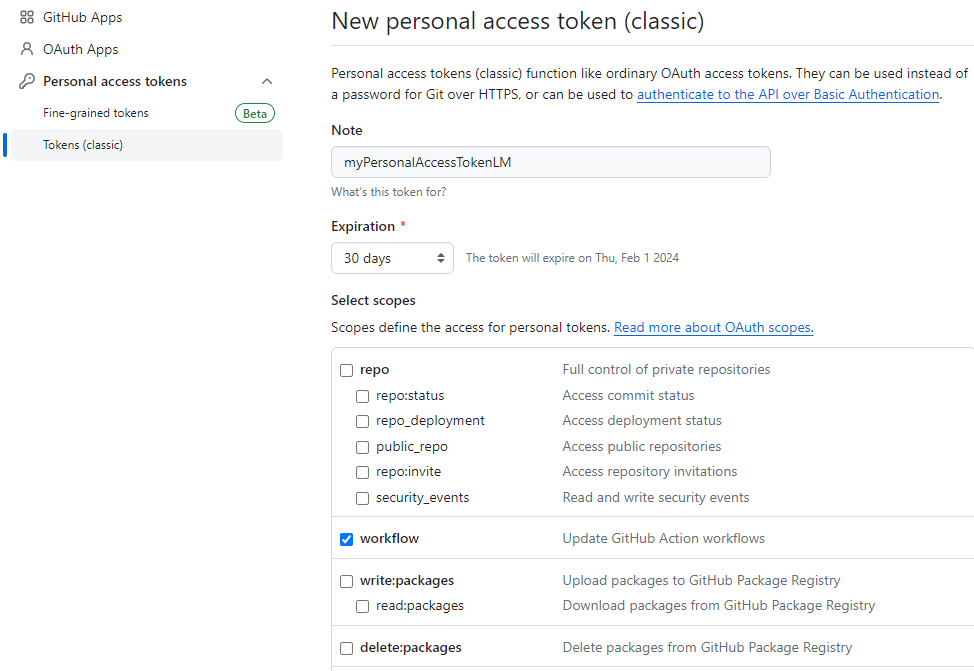 GitHub Apps
OAuth Apps
Personal access tokens
Fine-grained tokens
Beta
Tokens (classic)
New personal access token (classic)
Personal access tokens (classic) function like ordinary OAuth access tokens. They can be used instead of
a password for Git over HTTPS, or can be used to authenticate to the API over Basic Authentication.
Note
myPersonalAccessTokenLM
What's this token for?
Expiration *
30 days The token will expire on Thu, Feb 1 2024
Select scopes
Scopes define the access for personal tokens. Read more about OAuth scopes.
repo Full control of private repositories
repo:status Access commit status
repo_deployment Access deployment status
public_repo Access public repositories
repo:invite Access repository invitations
security_events Read and write security events
workflow Update GitHub Action workflows
write:packages Upload packages to GitHub Package Registry
read:packages Download packages from GitHub Package Registry
delete:packages Delete packages from GitHub Package Registry